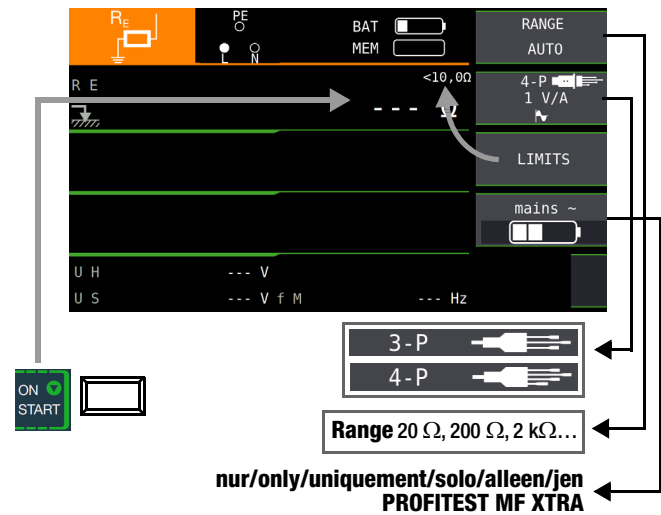 RE
PE
L
N
BAT
MEM
RANGE
AUTO
R E
<10,0Ω
4-P
1 V/A
--- Ω
LIMITS
mains ~
U H --- V
U S --- V f M --- Hz
3-P
4-P
ON
START
Range 20 Ω, 200 Ω, 2 kΩ...
nur/only/uniquement/solo/alleen/jen
PROFITEST MF XTRA